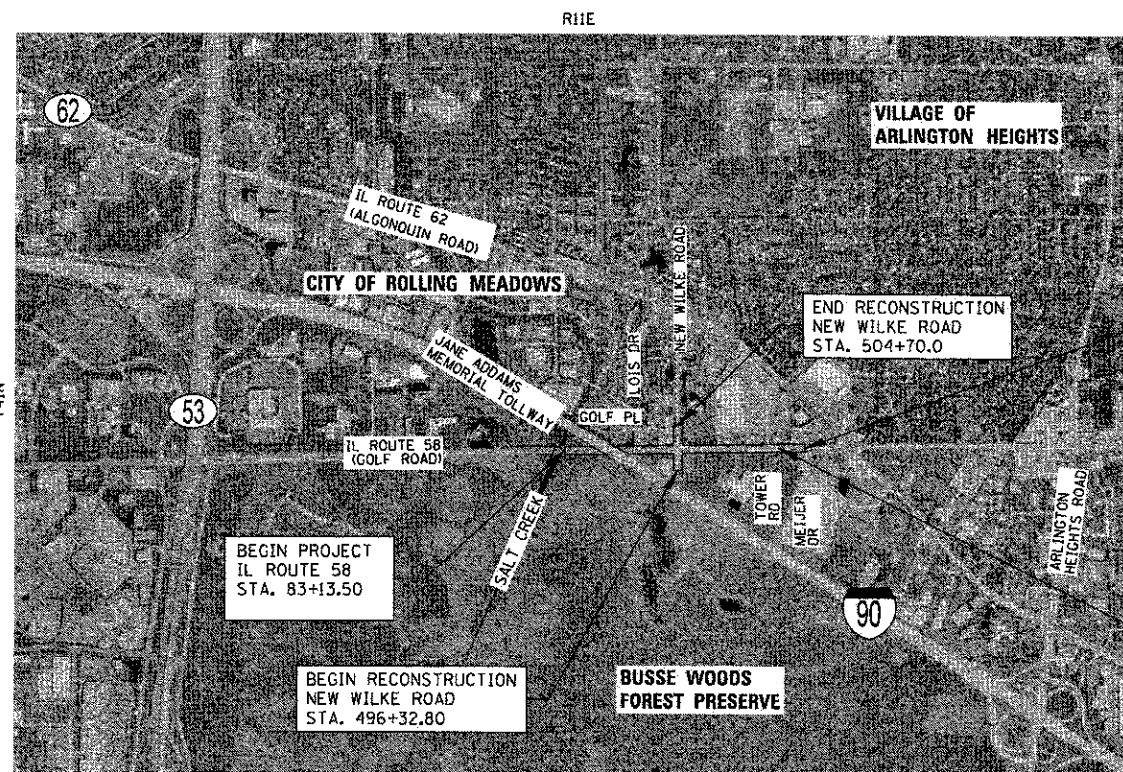 R11E
62
VILLAGE OF
ARLINGTON HEIGHTS
IL ROUTE 62
(ALGONQUIN ROAD)
CITY OF ROLLING MEADOWS
NEW WILKE ROAD
END RECONSTRUCTION
NEW WILKE ROAD
STA. 504+70.0
LOIS DR
JANE ADDAMS
MEMORIAL TOLLWAY
GOLF PL
53
IL ROUTE 58
(GOLF ROAD)
SALT CREEK
TOWER
RD
MEIJER
DR
ARLINGTON
HEIGHTS ROAD
BEGIN PROJECT
IL ROUTE 58
STA. 83+13.50
90
BEGIN RECONSTRUCTION
NEW WILKE ROAD
STA. 496+32.80
BUSSE WOODS
FOREST PRESERVE